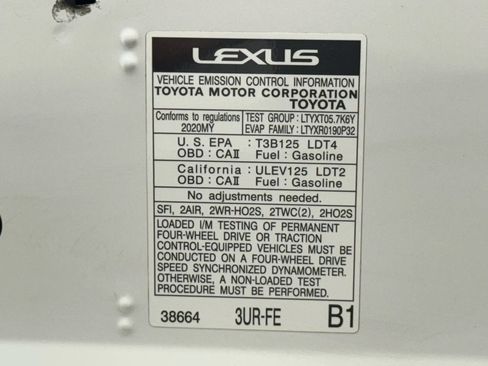 LEXUS
VEHICLE EMISSION CONTROL INFORMATION
TOYOTA MOTOR CORPORATION
TOYOTA
Conforms to regulations
2020MY
TEST GROUP : LTYXT05.7K6Y
EVAP FAMILY : LTYXR0190P32
U. S. EPA : T3B125 LDT4
OBD : CAII Fuel : Gasoline
California : ULEV125 LDT2
OBD : CAII Fuel : Gasoline
No adjustments needed.
SFI, 2AIR, 2WR-HO2S, 2TWC(2), 2HO2S
LOADED I/M TESTING OF PERMANENT
FOUR-WHEEL DRIVE OR TRACTION
CONTROL-EQUIPPED VEHICLES MUST BE
CONDUCTED ON A FOUR-WHEEL DRIVE
SPEED SYNCHRONIZED DYNAMOMETER.
OTHERWISE, A NON-LOADED TEST
PROCEDURE MUST BE PERFORMED.
38664 3UR-FE B1